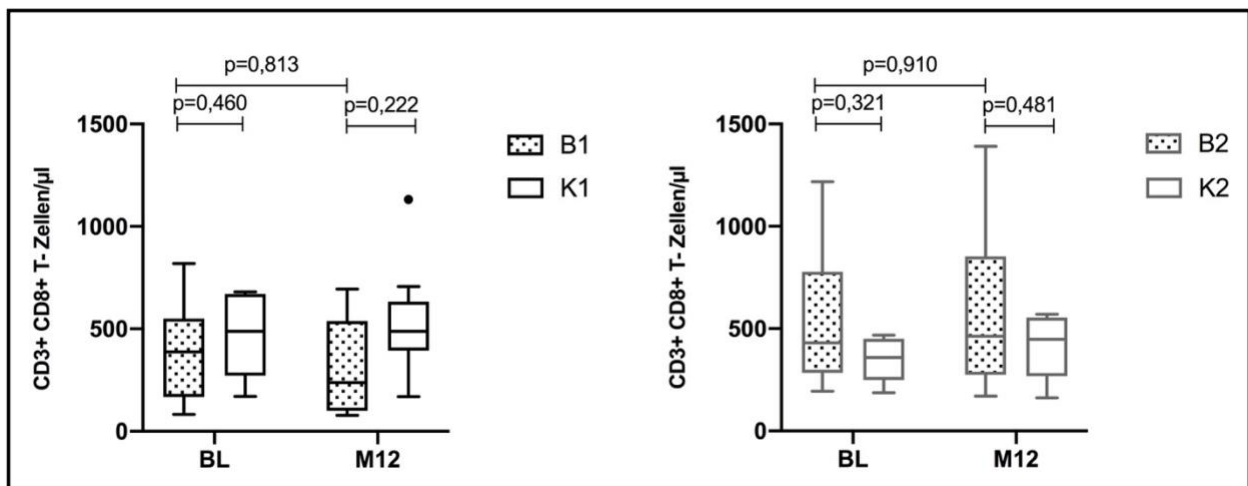 p=0,813
p=0,460
p=0,222
1500
1000
500
0
CD3+ CD8+ T- Zellen/µl
BL
M12
B1
K1
p=0,910
p=0,321
p=0,481
1500
1000
500
0
CD3+ CD8+ T- Zellen/µl
BL
M12
B2
K2